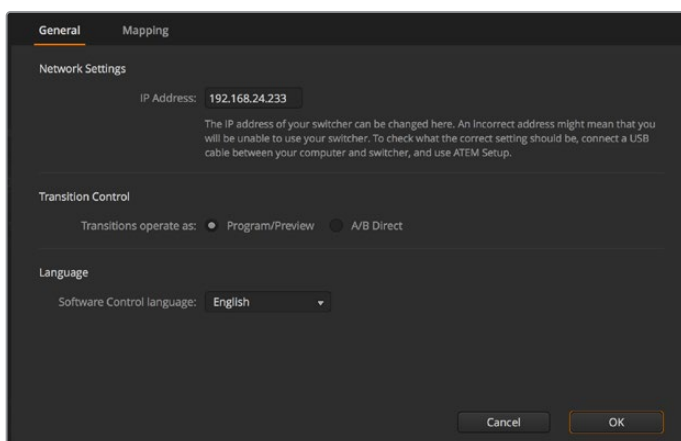 General Mapping
Network Settings
IP Address: 192.168.24.233
The IP address of your switcher can be changed here. An incorrect address might mean that you
will be unable to use your switcher. To check what the correct setting should be, connect a USB
cable between your computer and switcher, and use ATEM Setup.
Transition Control
Transitions operate as: Program/Preview A/B Direct
Language
Software Control language: English
Cancel OK